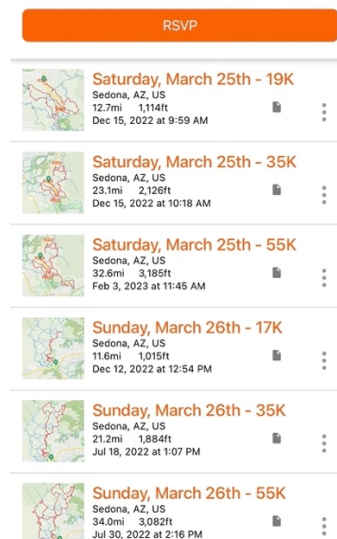 RSVP
Saturday, March 25th - 19K
Sedona, AZ, US
12.7mi 1,114ft
Dec 15, 2022 at 9:59 AM
Saturday, March 25th - 35K
Sedona, AZ, US
23.1mi 2,126ft
Dec 15, 2022 at 10:18 AM
Saturday, March 25th - 55K
Sedona, AZ, US
32.6mi 3,185ft
Feb 3, 2023 at 11:45 AM
Sunday, March 26th - 17K
Sedona, AZ, US
11.6mi 1,015ft
Dec 12, 2022 at 12:54 PM
Sunday, March 26th - 35K
Sedona, AZ, US
21.2mi 1,884ft
Jul 18, 2022 at 1:07 PM
Sunday, March 26th - 55K
Sedona, AZ, US
34.0mi 3,082ft
Jul 30, 2022 at 2:16 PM